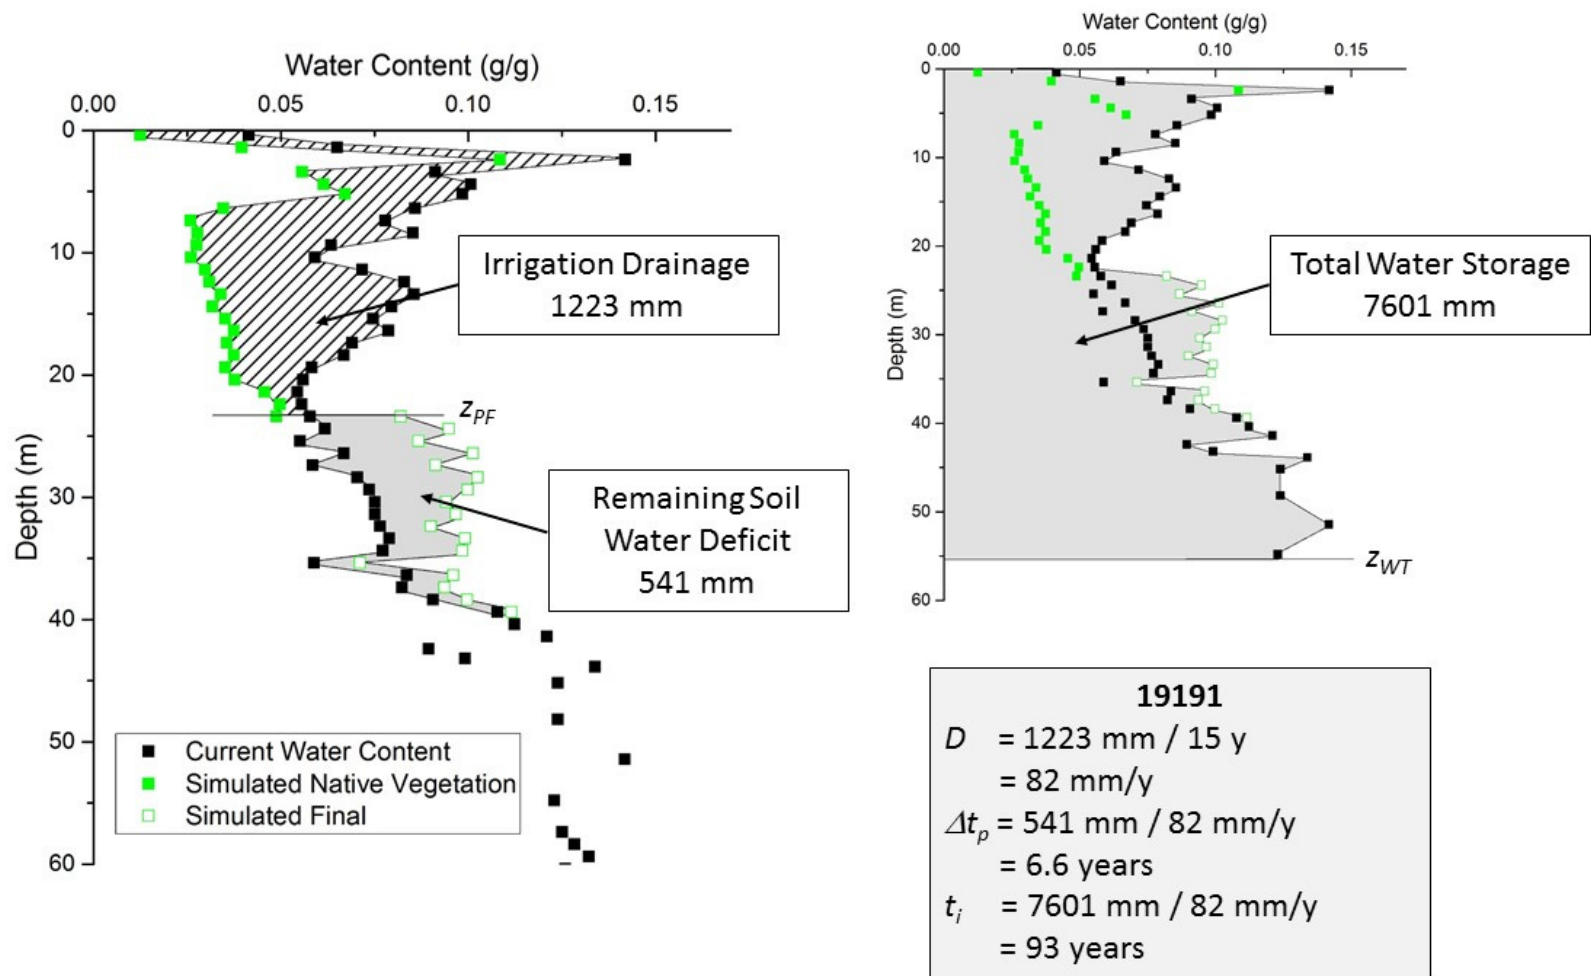 Water Content (g/g)
0.00 0.05 0.10 0.15
0
10
20
30
40
50
60
Depth (m)
Irrigation Drainage
1223 mm
zPF
Remaining Soil
Water Deficit
541 mm
Current Water Content
Simulated Native Vegetation
Simulated Final
Water Content (g/g)
0.00 0.05 0.10 0.15
0
10
20
30
40
50
60
Depth (m)
Total Water Storage
7601 mm
zWT
19191
D = 1223 mm / 15 y
= 82 mm/y
Δtp = 541 mm / 82 mm/y
= 6.6 years
ti = 7601 mm / 82 mm/y
= 93 years